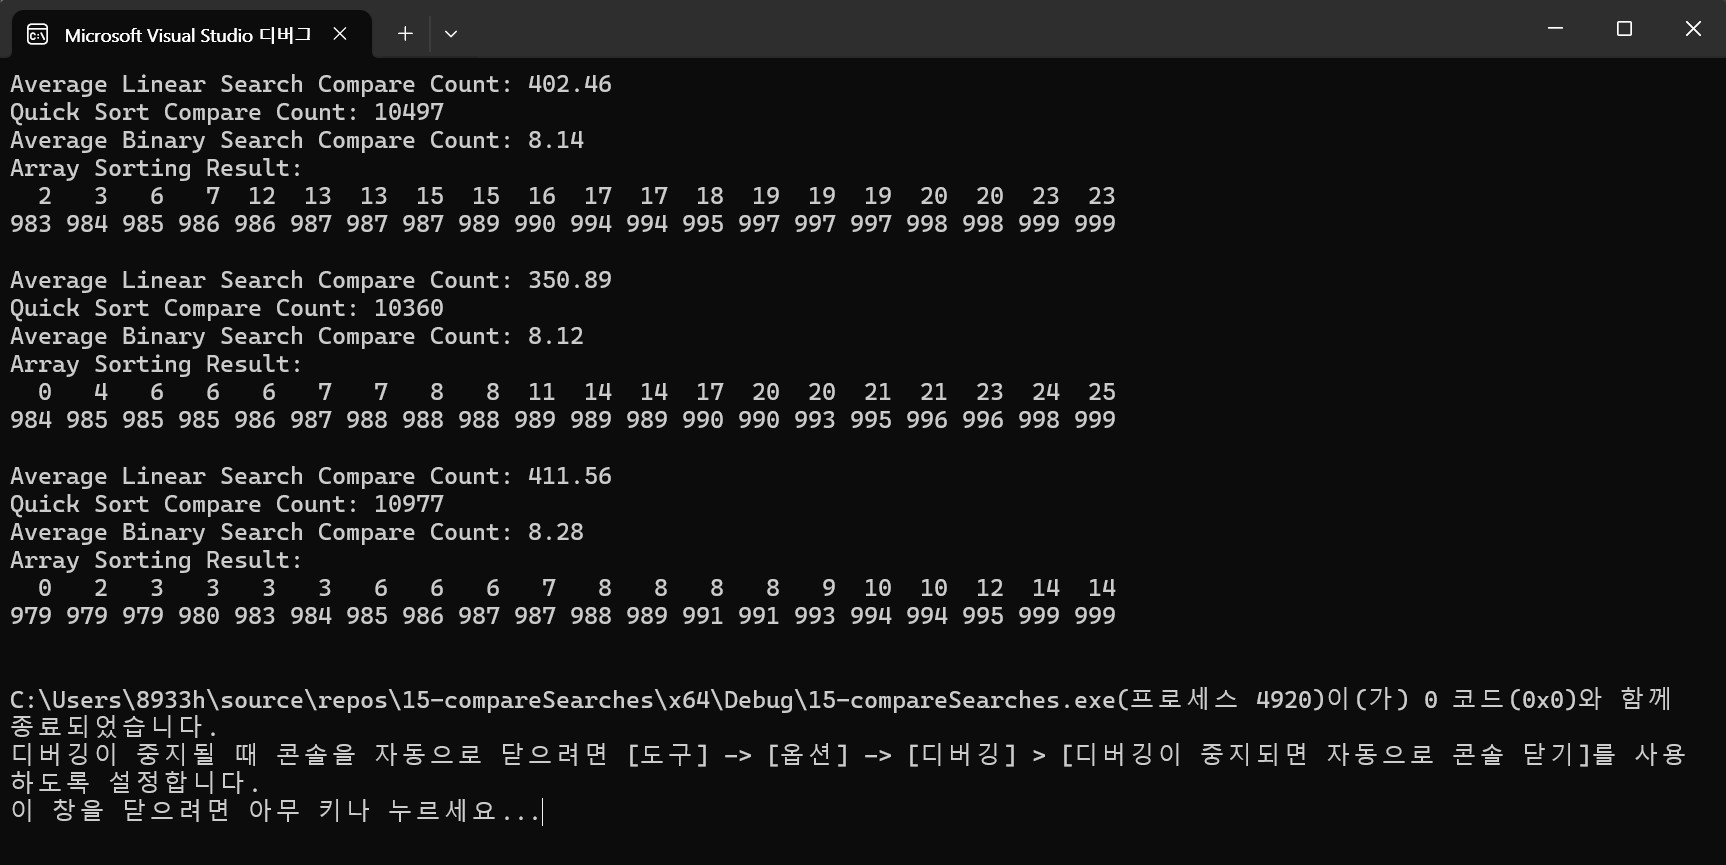 Microsoft Visual Studio 디버그
Average Linear Search Compare Count: 402.46
Quick Sort Compare Count: 10497
Average Binary Search Compare Count: 8.14
Array Sorting Result:
  2   3   6   7  12  13  13  15  15  16  17  17  18  19  19  19  20  20  23  23
983 984 985 986 986 987 987 987 989 990 994 994 995 997 997 997 998 998 999 999

Average Linear Search Compare Count: 350.89
Quick Sort Compare Count: 10360
Average Binary Search Compare Count: 8.12
Array Sorting Result:
  0   4   6   6   6   7   7   8   8  11  14  14  17  20  20  21  21  23  24  25
984 985 985 985 986 987 988 988 988 989 989 989 990 990 993 995 996 996 998 999

Average Linear Search Compare Count: 411.56
Quick Sort Compare Count: 10977
Average Binary Search Compare Count: 8.28
Array Sorting Result:
  0   2   3   3   3   3   6   6   6   7   8   8   8   8   9  10  10  12  14  14
979 979 979 980 983 984 985 986 987 987 988 989 991 991 993 994 994 995 999 999

C:\Users\8933h\source\repos\15-compareSearches\x64\Debug\15-compareSearches.exe(프로세스 4920)이(가) 0 코드(0x0)와 함께
종료되었습니다.
디버깅이 중지될 때 콘솔을 자동으로 닫으려면 [도구] -> [옵션] -> [디버깅] > [디버깅이 중지되면 자동으로 콘솔 닫기]를 사용
하도록 설정합니다.
이 창을 닫으려면 아무 키나 누르세요...